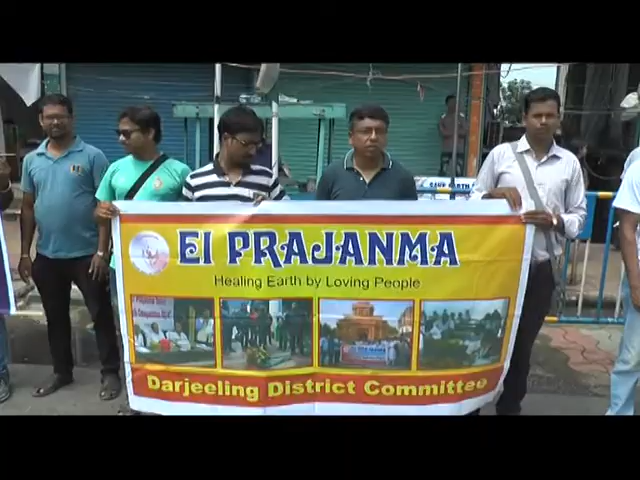 EI PRAJANMA
Healing Earth by Loving People.
Darjeeling District Committee